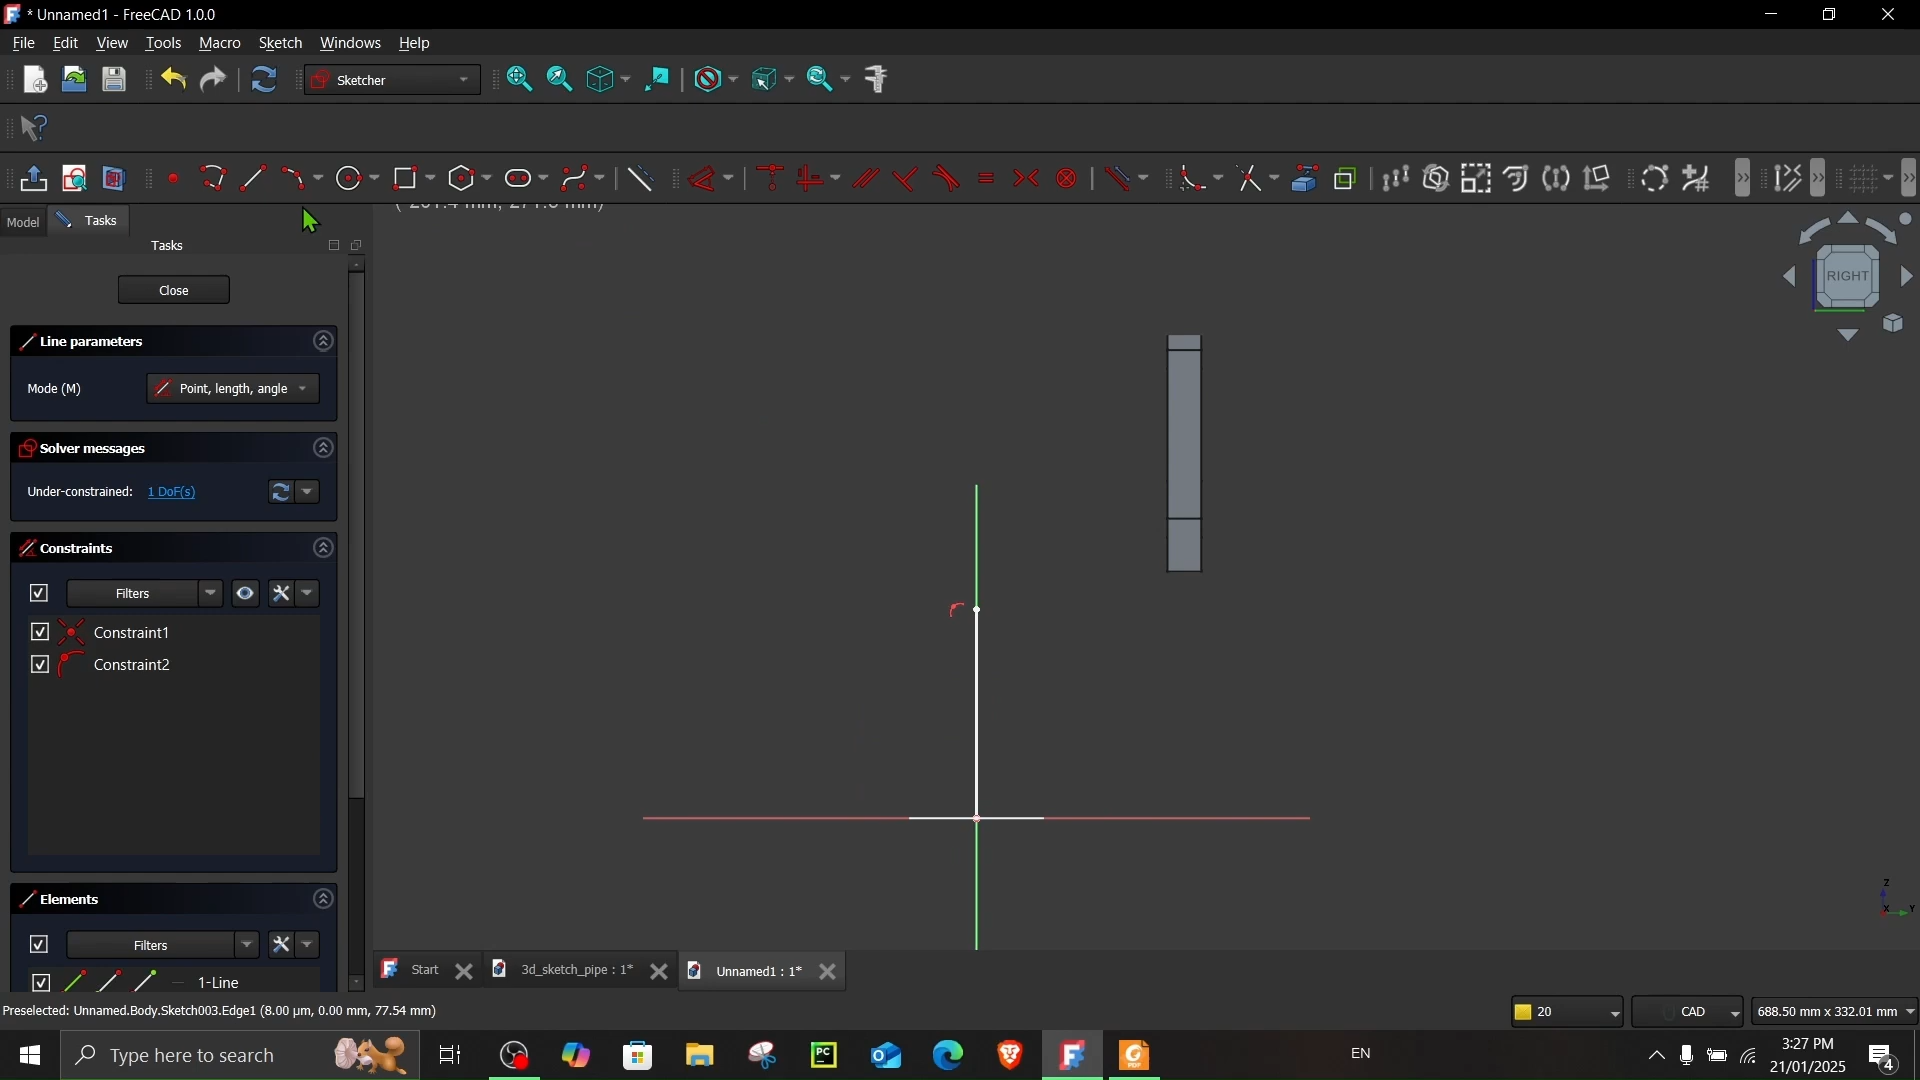 * Unnamed1 - FreeCAD 1.0.0
File Edit View Tools Macro Sketch Windows Help
Sketcher
Model Tasks
Tasks
RIGHT
Close
Line parameters
Mode (M) Point, length, angle
Solver messages
Under-constrained: 1 DoF(s)
Constraints
Filters
Constraint1
Constraint2
Elements
Filters
1-Line
Z
X Y
Start 3d_sketch_pipe : 1* Unnamed1 : 1*
Preselected: Unnamed.Body.Sketch003.Edge1 (8.00 μm, 0.00 mm, 77.54 mm) 20 CAD 688.50 mm x 332.01 mm
Type here to search EN 3:27 PM
21/01/2025 4